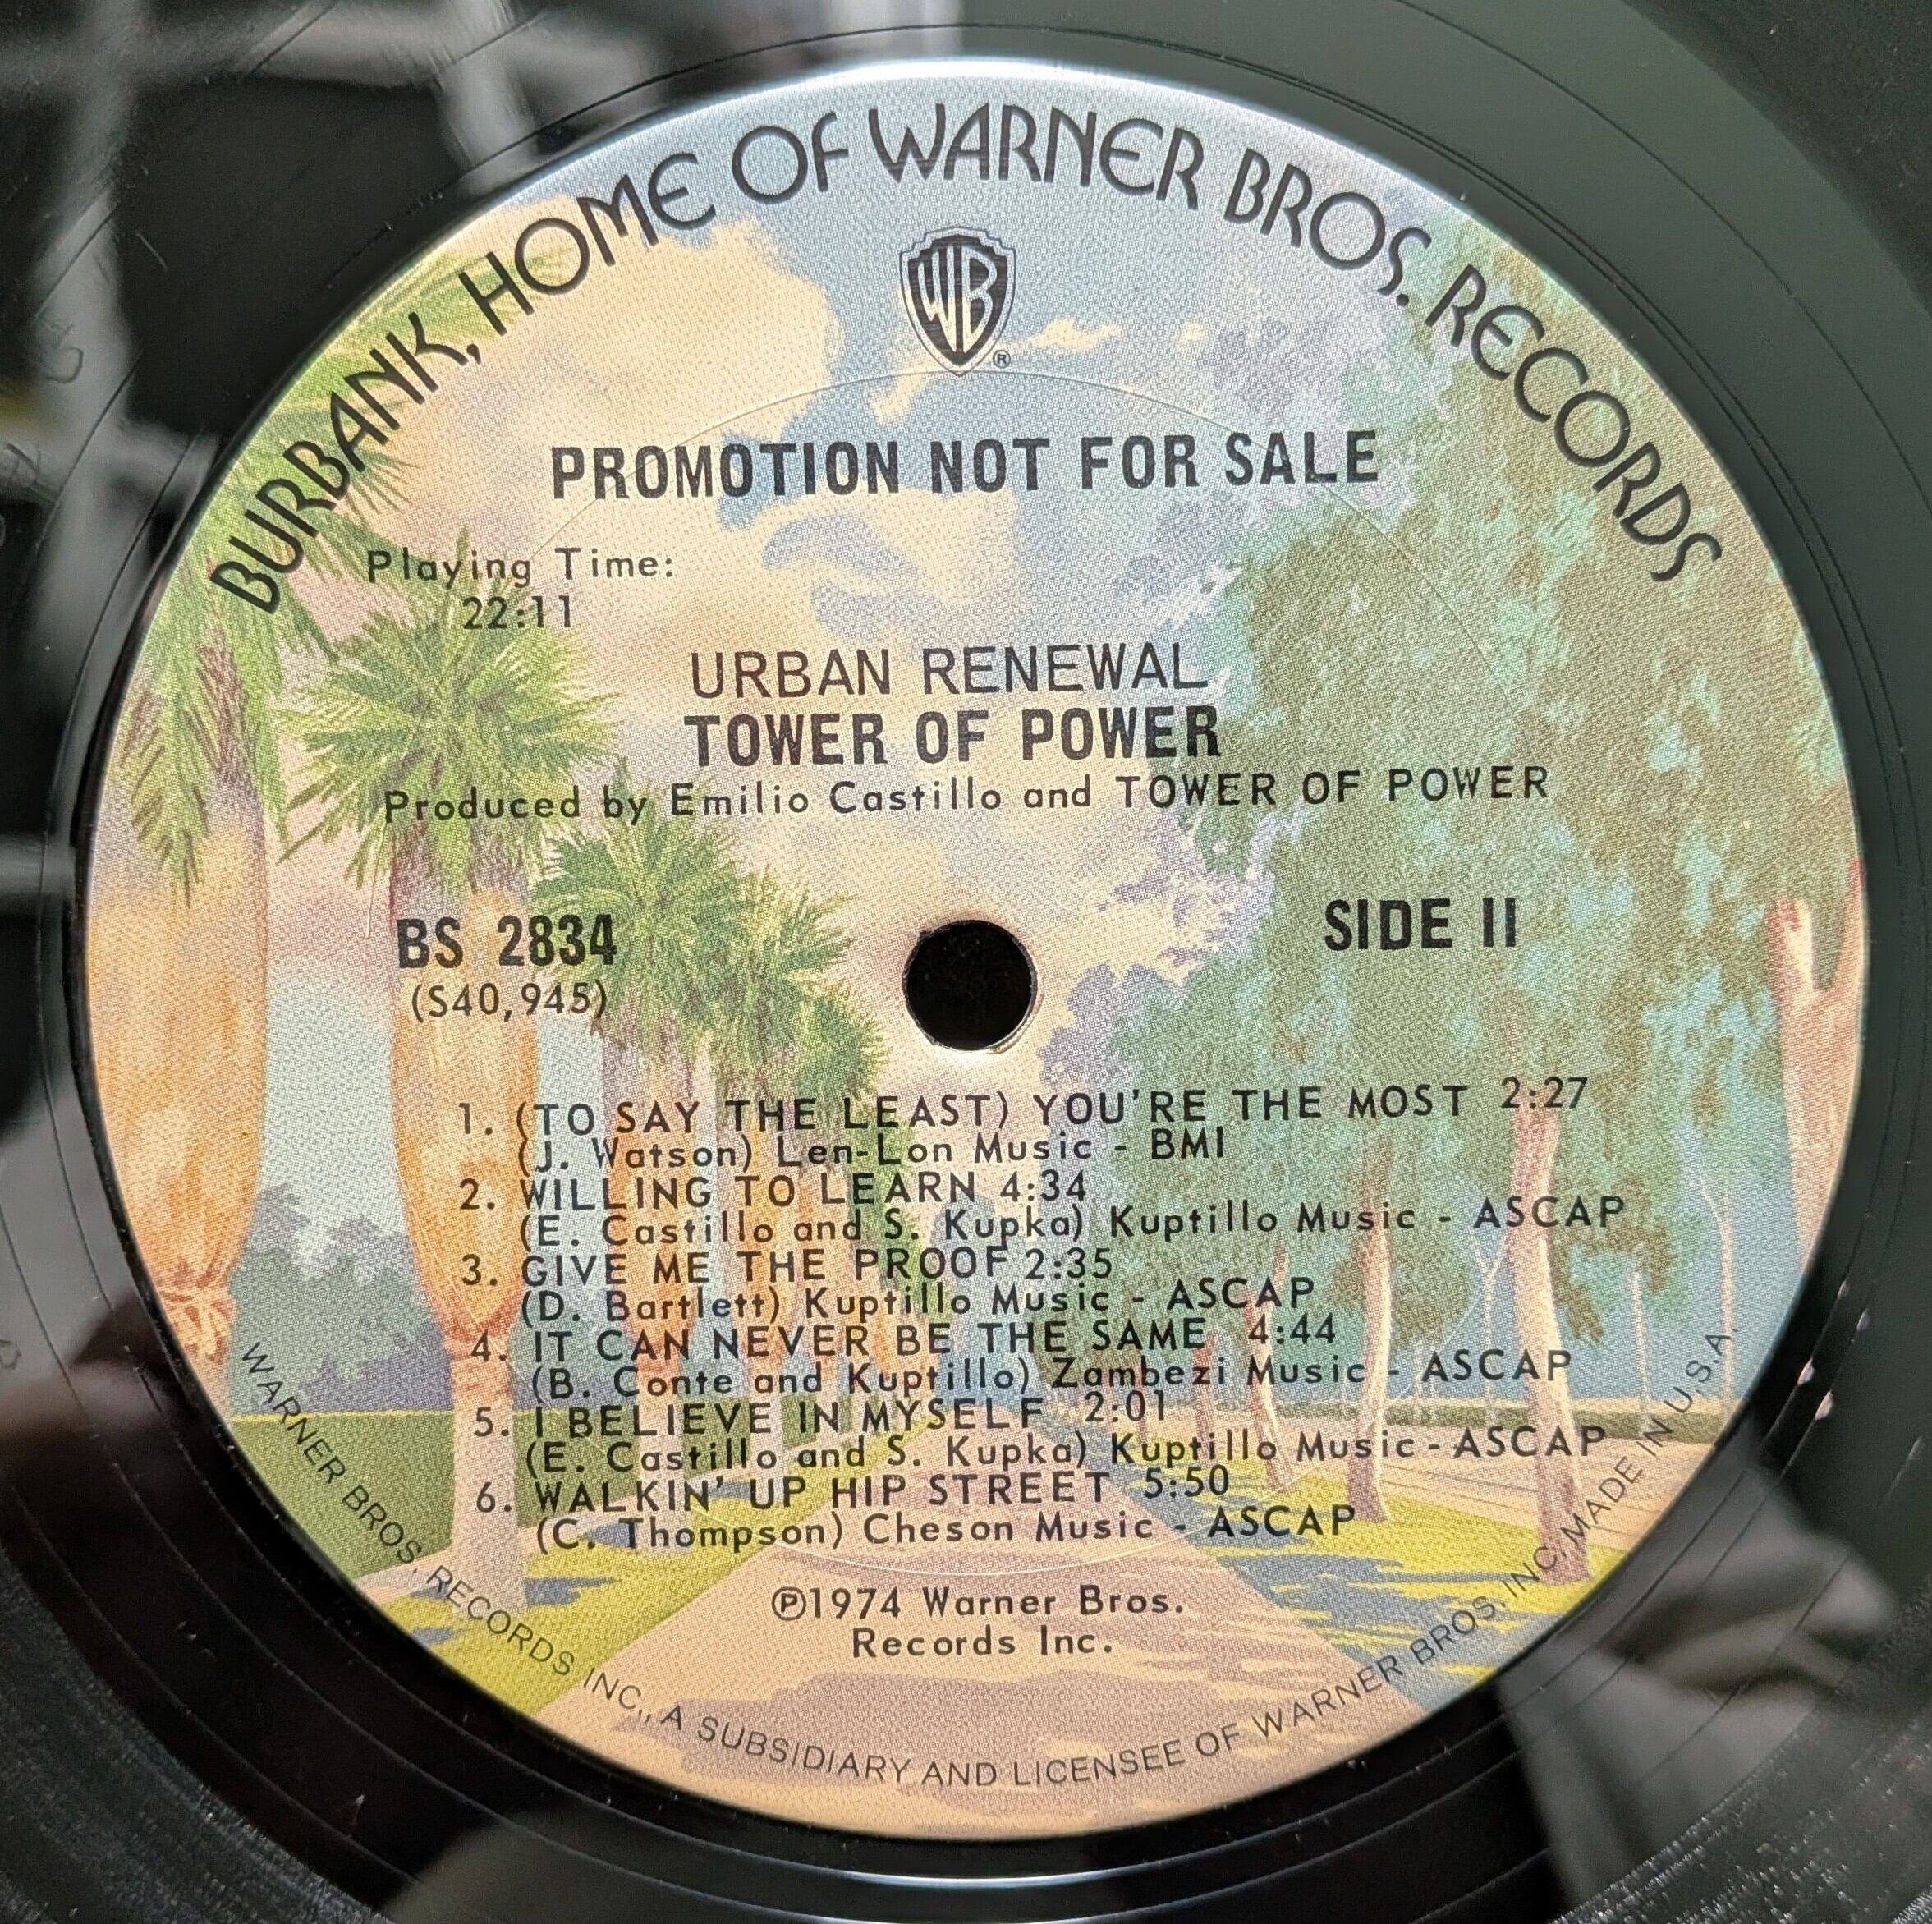 BURBANK, HOME OF WARNER BROS. RECORDS
WB
®
PROMOTION NOT FOR SALE
Playing Time:
22:11
URBAN RENEWAL
TOWER OF POWER
Produced by Emilio Castillo and TOWER OF POWER
BS 2834
(S40,945)
SIDE II
1. (TO SAY THE LEAST) YOU'RE THE MOST 2:27
(J. Watson) Len-Lon Music - BMI
2. WILLING TO LEARN 4:34
(E. Castillo and S. Kupka) Kuptillo Music - ASCAP
3. GIVE ME THE PROOF 2:35
(D. Bartlett) Kuptillo Music - ASCAP
4. IT CAN NEVER BE THE SAME 4:44
(B. Conte and Kuptillo) Zambezi Music - ASCAP
5. I BELIEVE IN MYSELF 2:01
(E. Castillo and S. Kupka) Kuptillo Music - ASCAP
6. WALKIN' UP HIP STREET 5:50
(C. Thompson) Cheson Music - ASCAP
℗1974 Warner Bros.
Records Inc.
WARNER BROS. RECORDS INC., A SUBSIDIARY AND LICENSEE OF WARNER BROS. INC. MADE IN U.S.A.